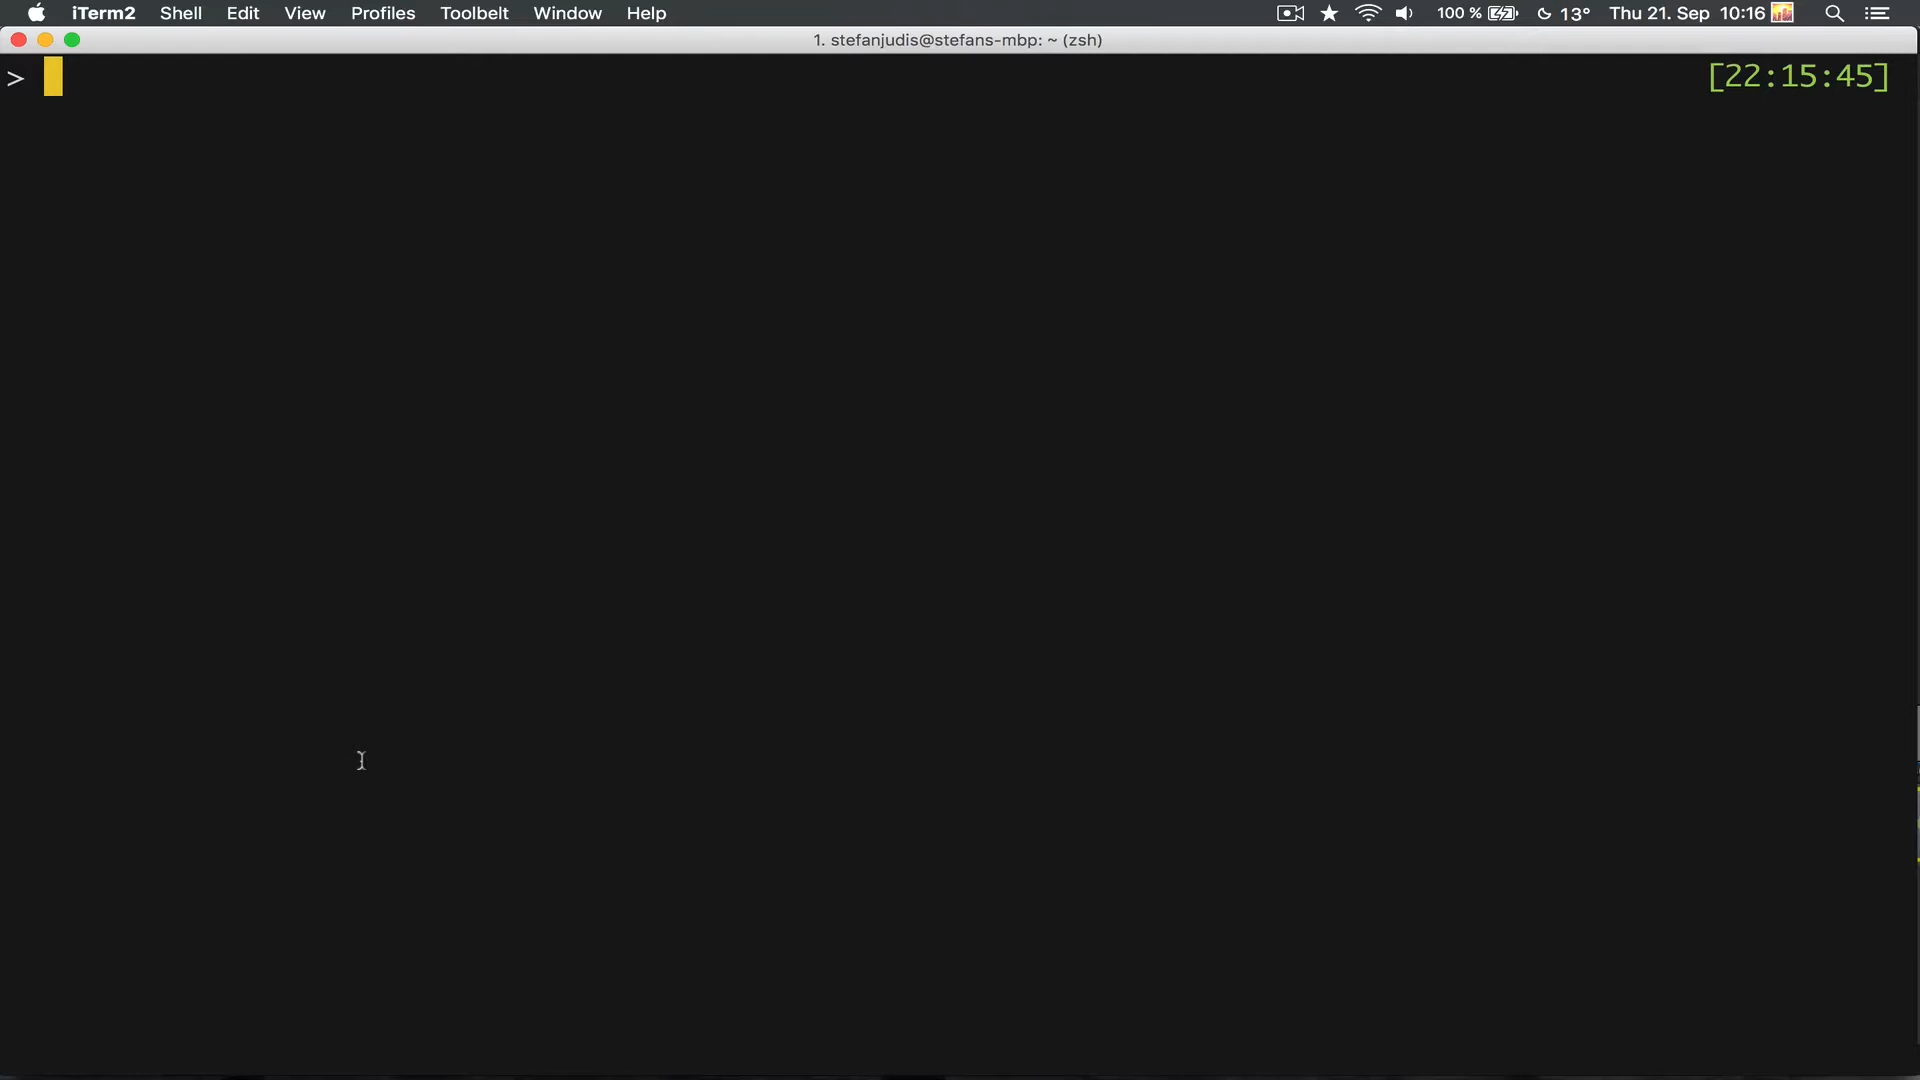 iTerm2 Shell Edit View Profiles Toolbelt Window Help 100 % 13° Thu 21. Sep 10:16
1. stefanjudis@stefans-mbp: ~ (zsh)
> [22:15:45]